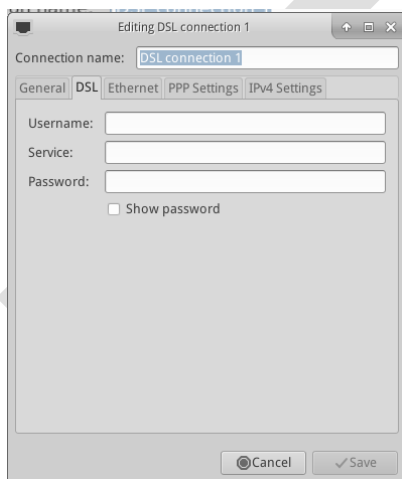 Editing DSL connection 1
Connection name: DSL connection 1
General DSL Ethernet PPP Settings IPv4 Settings
Username:
Service:
Password:
Show password
Cancel Save